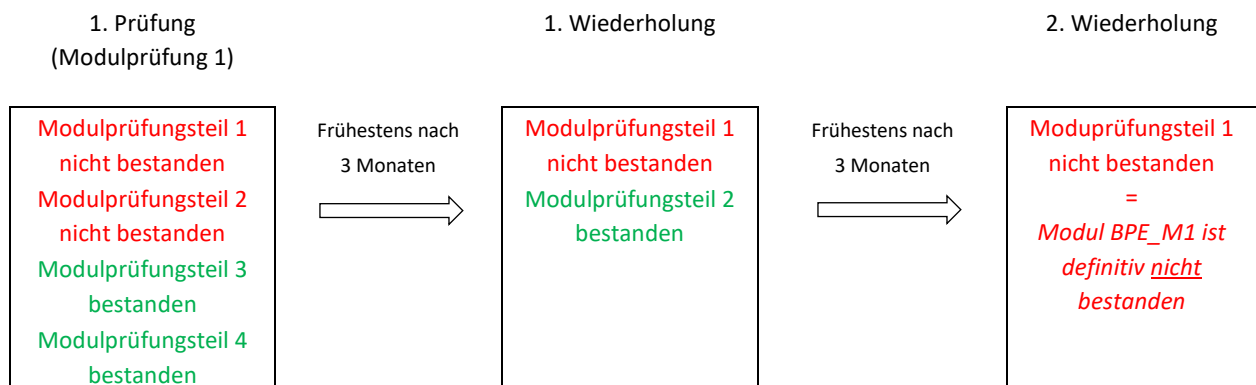 1. Prüfung
(Modulprüfung 1)
1. Wiederholung
2. Wiederholung
Modulprüfungsteil 1
nicht bestanden
Modulprüfungsteil 2
nicht bestanden
Modulprüfungsteil 3
bestanden
Modulprüfungsteil 4
bestanden
Frühestens nach
3 Monaten
Modulprüfungsteil 1
nicht bestanden
Modulprüfungsteil 2
bestanden
Frühestens nach
3 Monaten
Moduprüfungsteil 1
nicht bestanden
=
Modul BPE_M1 ist
definitiv nicht
bestanden